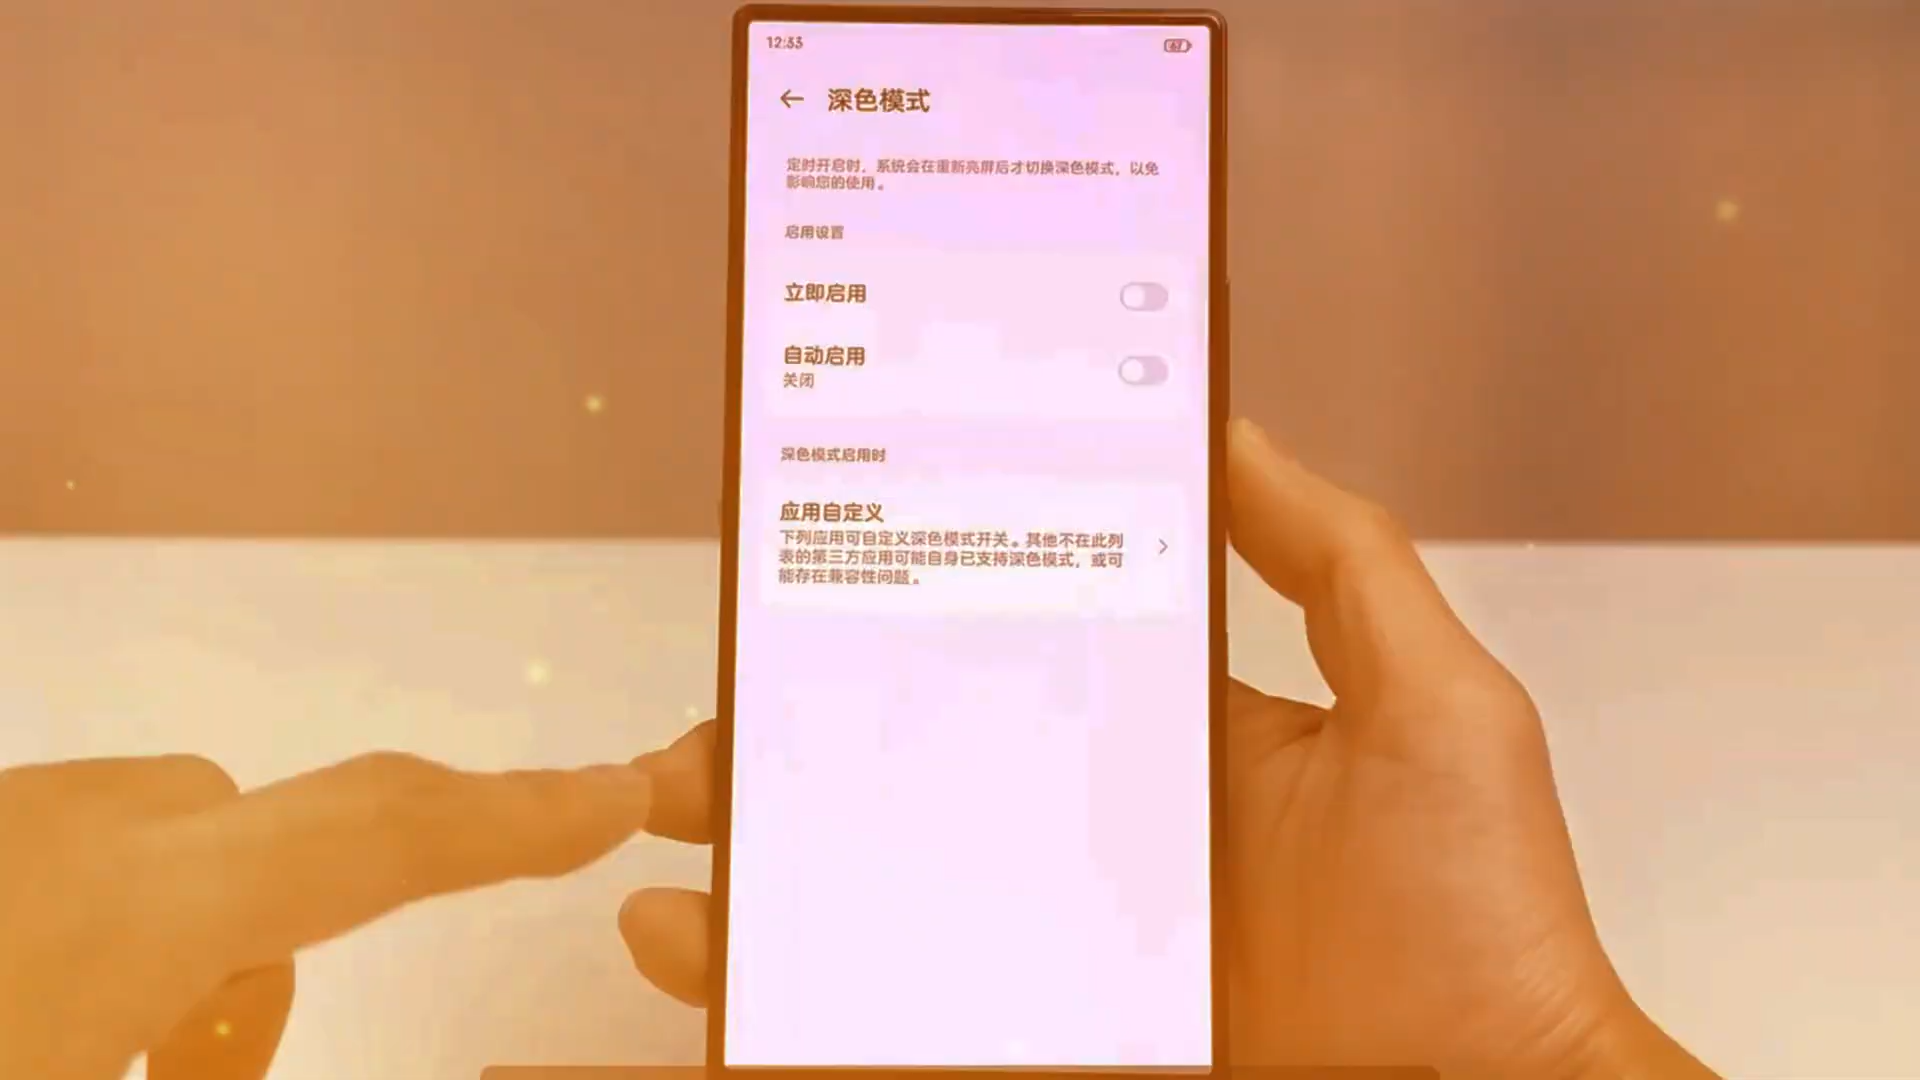 12:33
深色模式
定时开启时，系统会在重新亮屏后才切换深色模式，以免
影响您的使用。
启用设置
立即启用
自动启用
关闭
深色模式启用时
应用自定义
下列应用可自定义深色模式开关。其他不在此列
表的第三方应用可能自身已支持深色模式，或可
能存在兼容性问题。